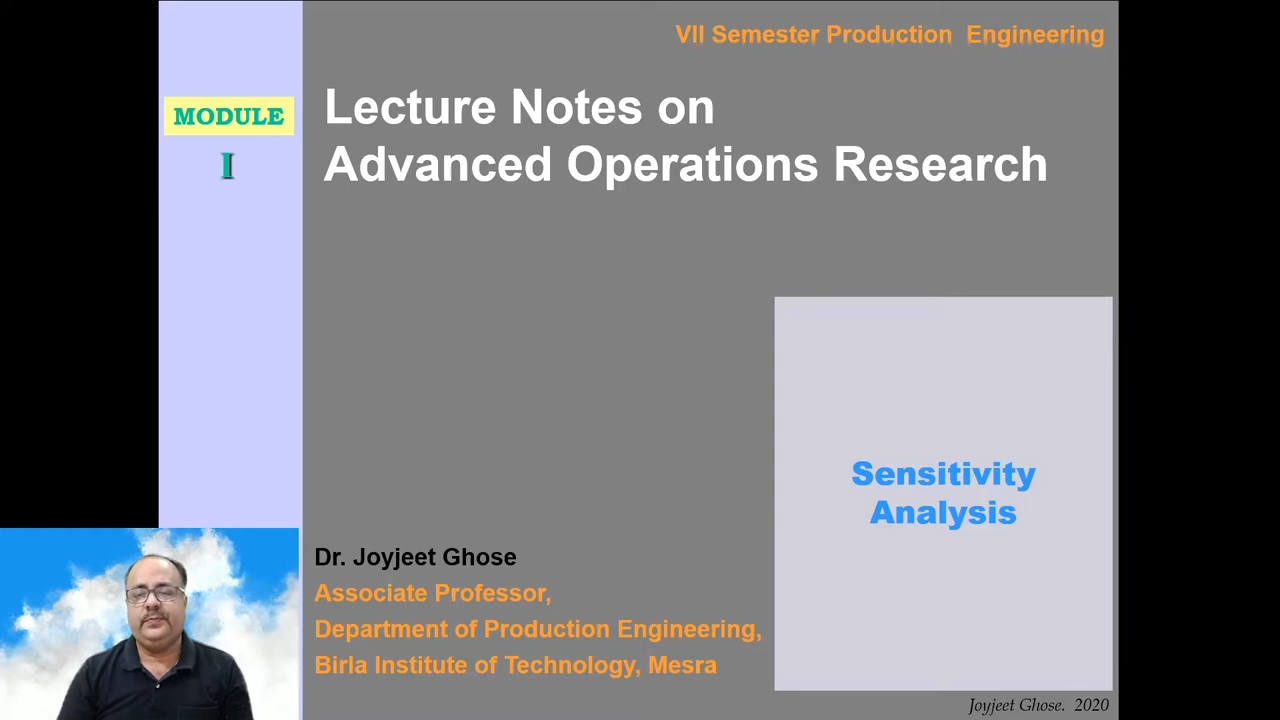 VII Semester Production Engineering
MODULE
I
Lecture Notes on
Advanced Operations Research
Sensitivity
Analysis
Dr. Joyjeet Ghose
Associate Professor,
Department of Production Engineering,
Birla Institute of Technology, Mesra
Joyjeet Ghose. 2020